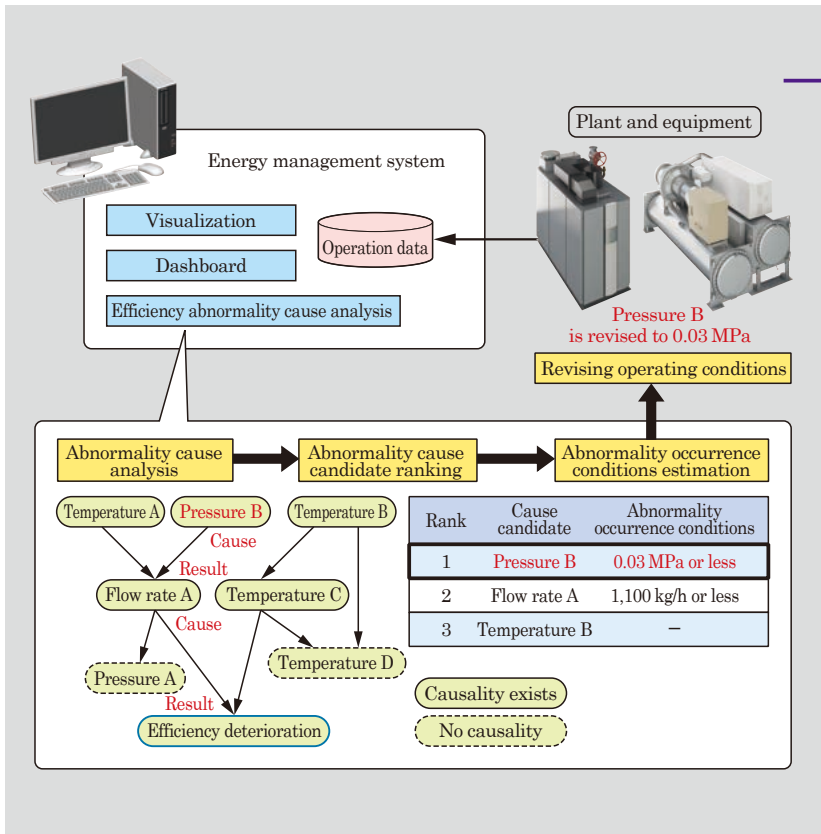 Plant and equipment
Energy management system
Visualization
Dashboard
Efficiency abnormality cause analysis
Operation data
Pressure B
is revised to 0.03 MPa
Revising operating conditions
Abnormality cause
analysis
Abnormality cause
candidate ranking
Abnormality occurrence
conditions estimation
Temperature A
Pressure B
Temperature B
Cause
Result
Flow rate A
Temperature C
Cause
Pressure A
Temperature D
Result
Efficiency deterioration
Rank Cause candidate Abnormality occurrence conditions
1 Pressure B 0.03 MPa or less
2 Flow rate A 1,100 kg/h or less
3 Temperature B –
Causality exists
No causality